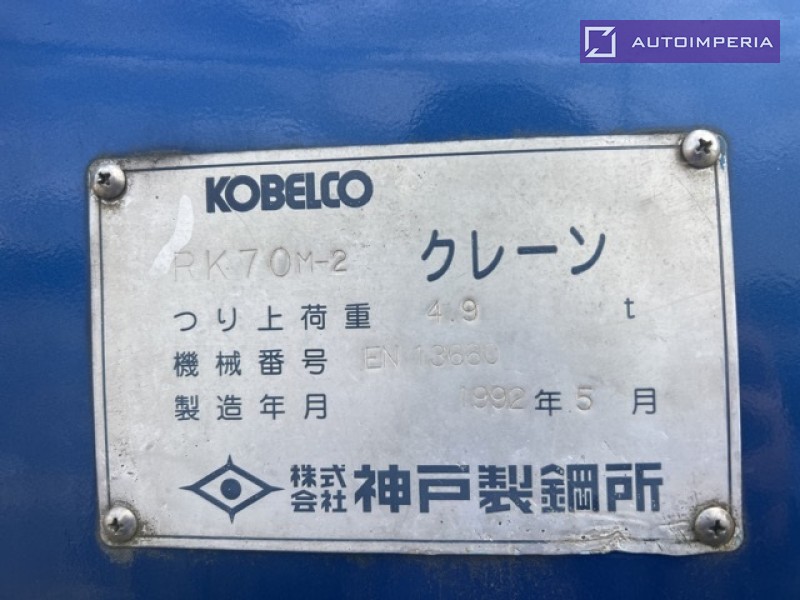 AUTOIMPERIA
KOBELCO
RK70M-2 クレーン
つり上荷重 4.9 t
機械番号 EN 13680
製造年月 1992年5月
株式会社 神戸製鋼所